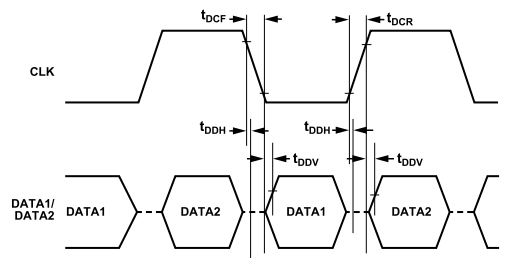 tDCF
tDCR
CLK
tDDH
tDDH
tDDV
tDDV
DATA1/
DATA2
DATA1
DATA2
DATA1
DATA2